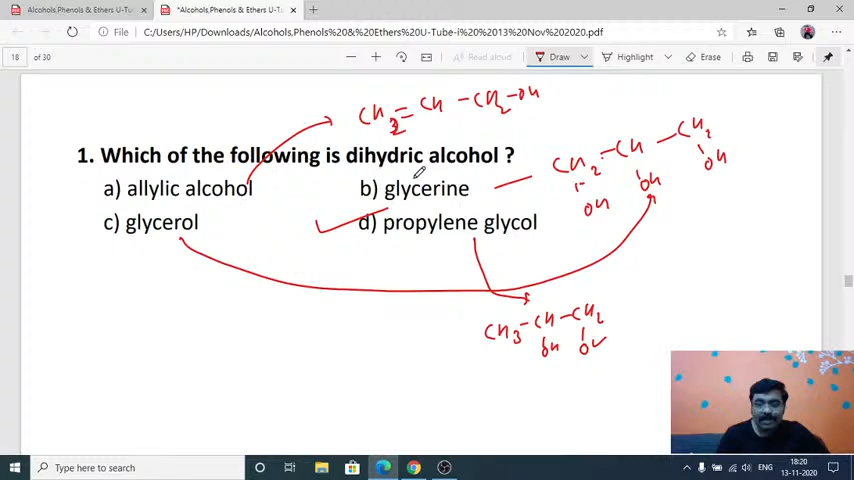 Alcohols,Phenols & Ethers U-Tub
*Alcohols,Phenols & Ethers U-Tu
File
C:/Users/HP/Downloads/Alcohols,Phenols%20&%20Ethers%20U-Tube-i%2013%20Nov%202020.pdf
18 of 30
Read aloud
Draw
Highlight
Erase
CH2=CH-CH2-OH
1. Which of the following is dihydric alcohol ?
CH2-CH-CH2
OH OH OH
a) allylic alcohol b) glycerine
c) glycerol d) propylene glycol
CH3-CH-CH2
OH
Type here to search
ENG
18:20
13-11-2020